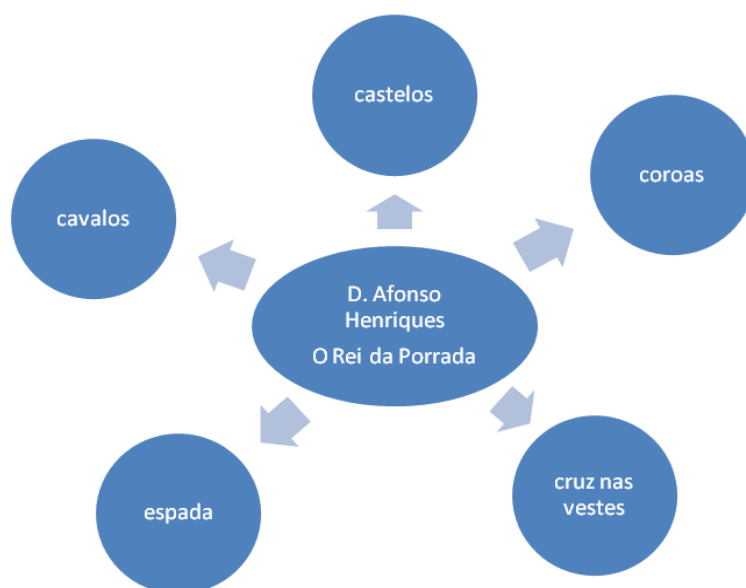 castelos
coroas
cavalos
D. Afonso
Henriques
O Rei da Porrada
espada
cruz nas
vestes